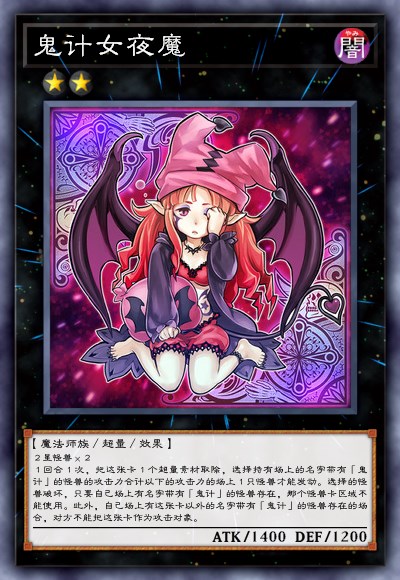 鬼计女夜魔
やみ
闇
【魔法师族／超量／效果】
2星怪兽×2
1回合1次，把这张卡1个超量素材取除，选择持有场上的名字带有「鬼
计」的怪兽的攻击力合计以下的攻击力的场上1只怪兽才能发动。选择的怪
兽破坏，只要自己场上有名字带有「鬼计」的怪兽存在，那个怪兽卡区域不
能使用。此外，自己场上有这张卡以外的名字带有「鬼计」的怪兽存在的场
合，对方不能把这张卡作为攻击对象。
ATK/1400 DEF/1200